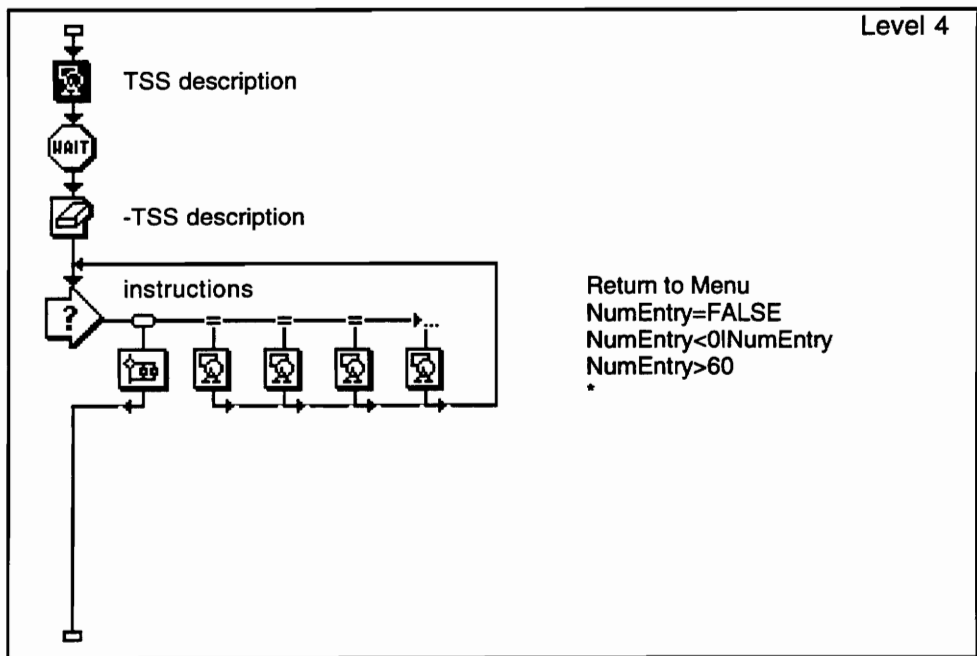 Level 4
TSS description
WAIT
-TSS description
instructions
?
...
Return to Menu
NumEntry=FALSE
NumEntry<0|NumEntry
NumEntry>60
*